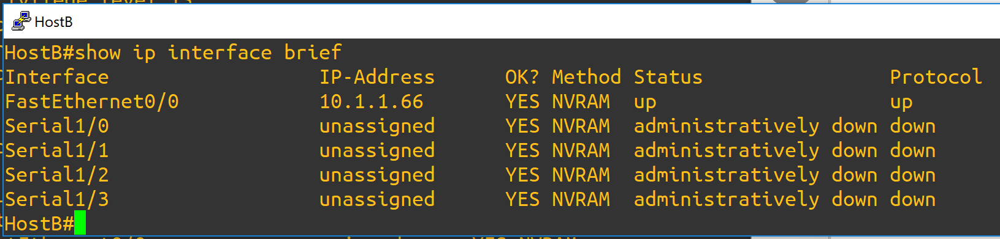 HostB
HostB#show ip interface brief
Interface                  IP-Address      OK? Method Status                Protocol
FastEthernet0/0            10.1.1.66       YES NVRAM  up                    up
Serial1/0                  unassigned      YES NVRAM  administratively down down
Serial1/1                  unassigned      YES NVRAM  administratively down down
Serial1/2                  unassigned      YES NVRAM  administratively down down
Serial1/3                  unassigned      YES NVRAM  administratively down down
HostB#